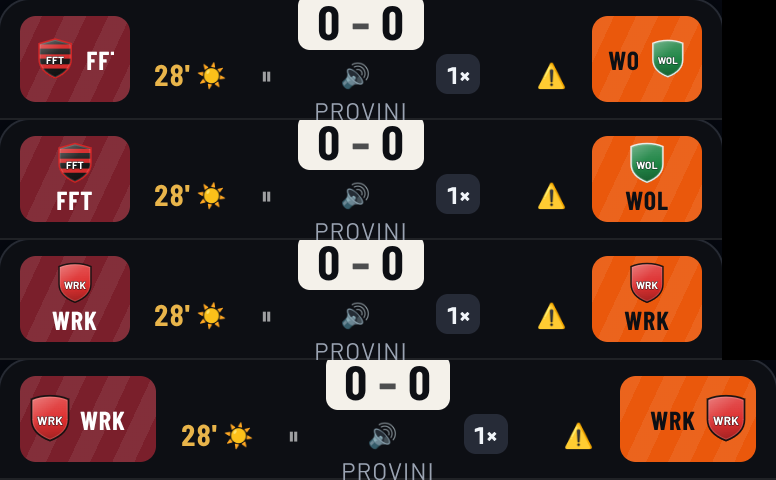 0 - 0
FFT FF 28' 1× WO WOL
PROVINI
0 - 0
FFT 28' 1× WOL
FFT WOL
PROVINI
0 - 0
WRK 28' 1× WRK
WRK WRK
PROVINI
0 - 0
WRK WRK 28' 1× WRK WRK
PROVINI